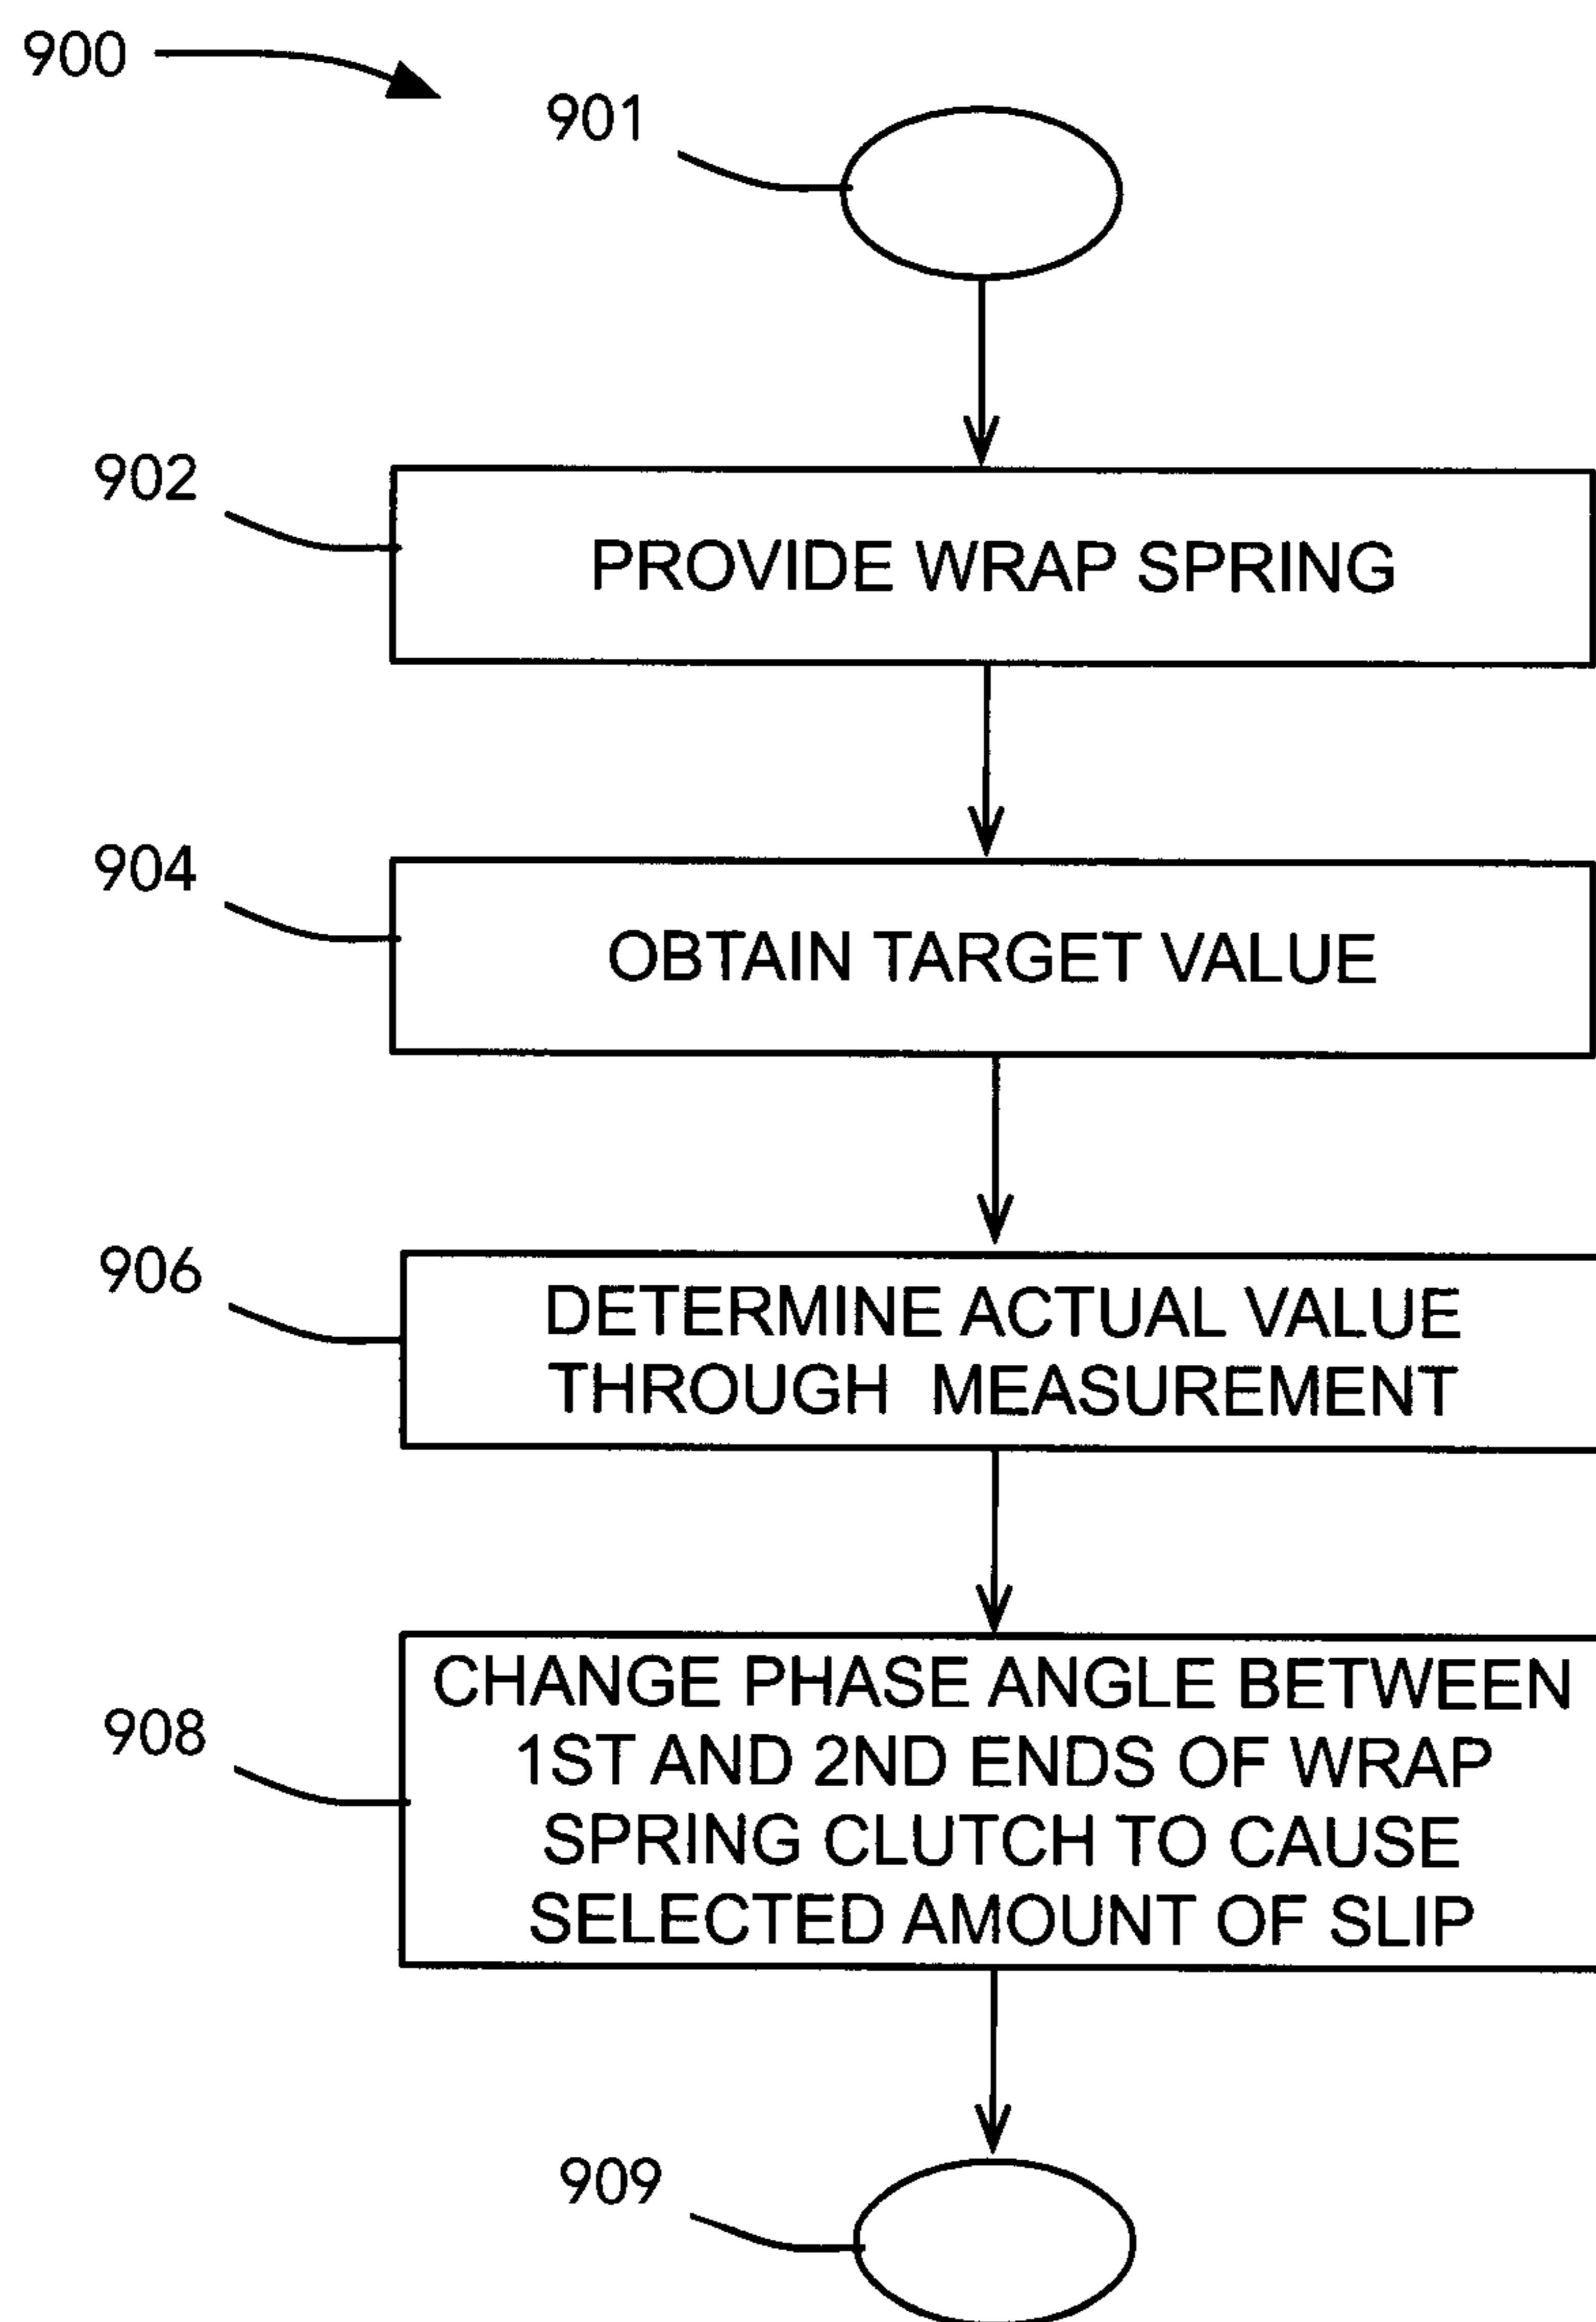 900
901
902
PROVIDE WRAP SPRING
904
OBTAIN TARGET VALUE
906
DETERMINE ACTUAL VALUE
THROUGH MEASUREMENT
908
CHANGE PHASE ANGLE BETWEEN
1ST AND 2ND ENDS OF WRAP
SPRING CLUTCH TO CAUSE
SELECTED AMOUNT OF SLIP
909